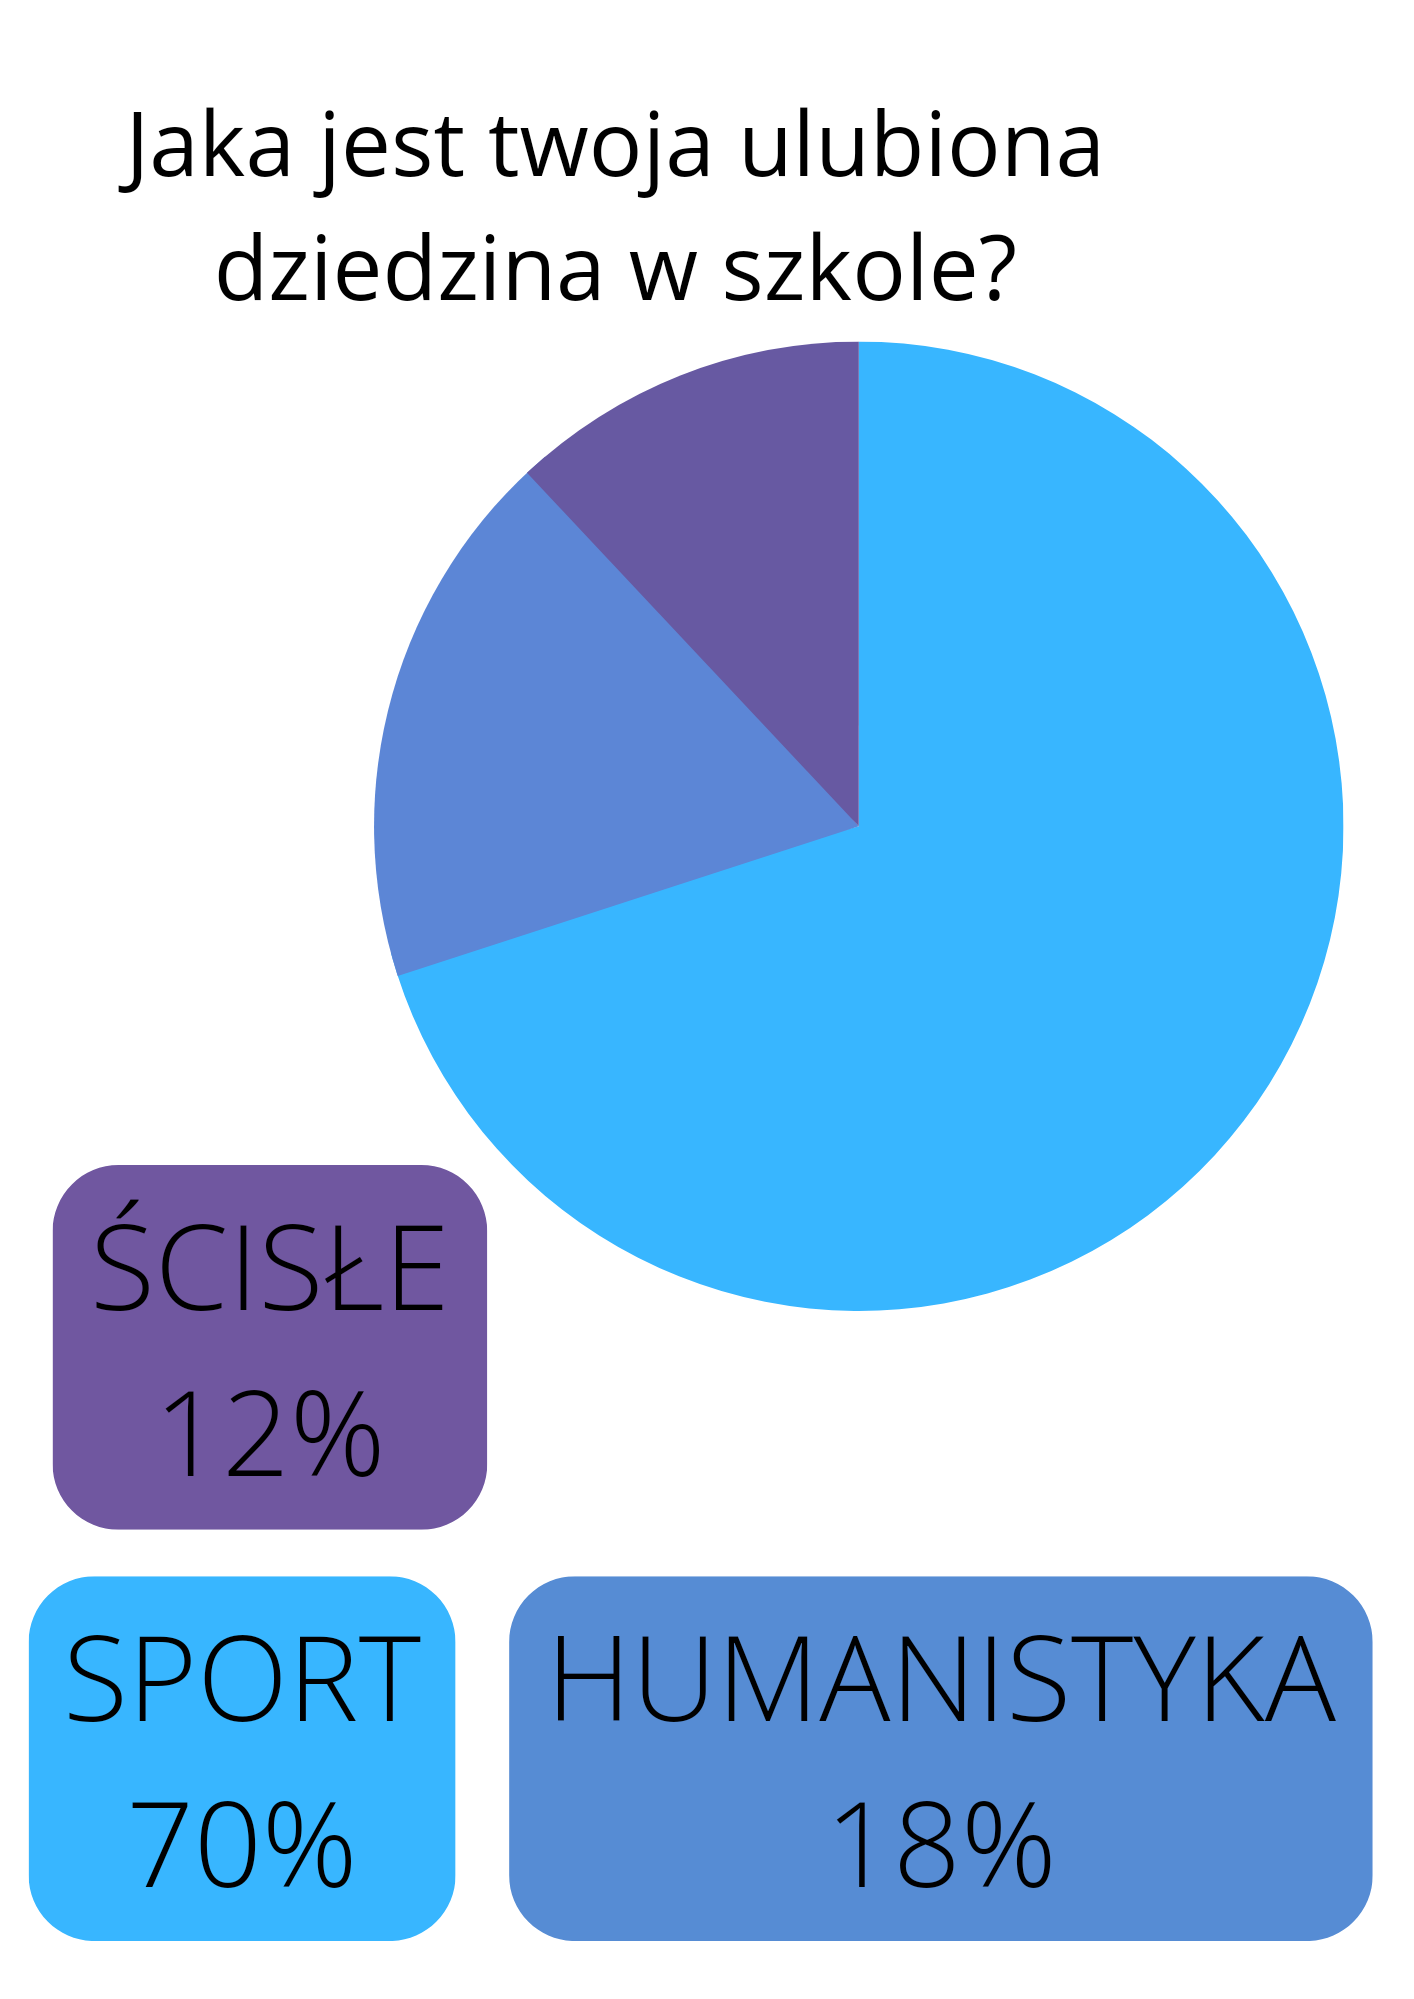 Jaka jest twoja ulubiona
dziedzina w szkole?
ŚCISŁE
12%
SPORT
70%
HUMANISTYKA
18%